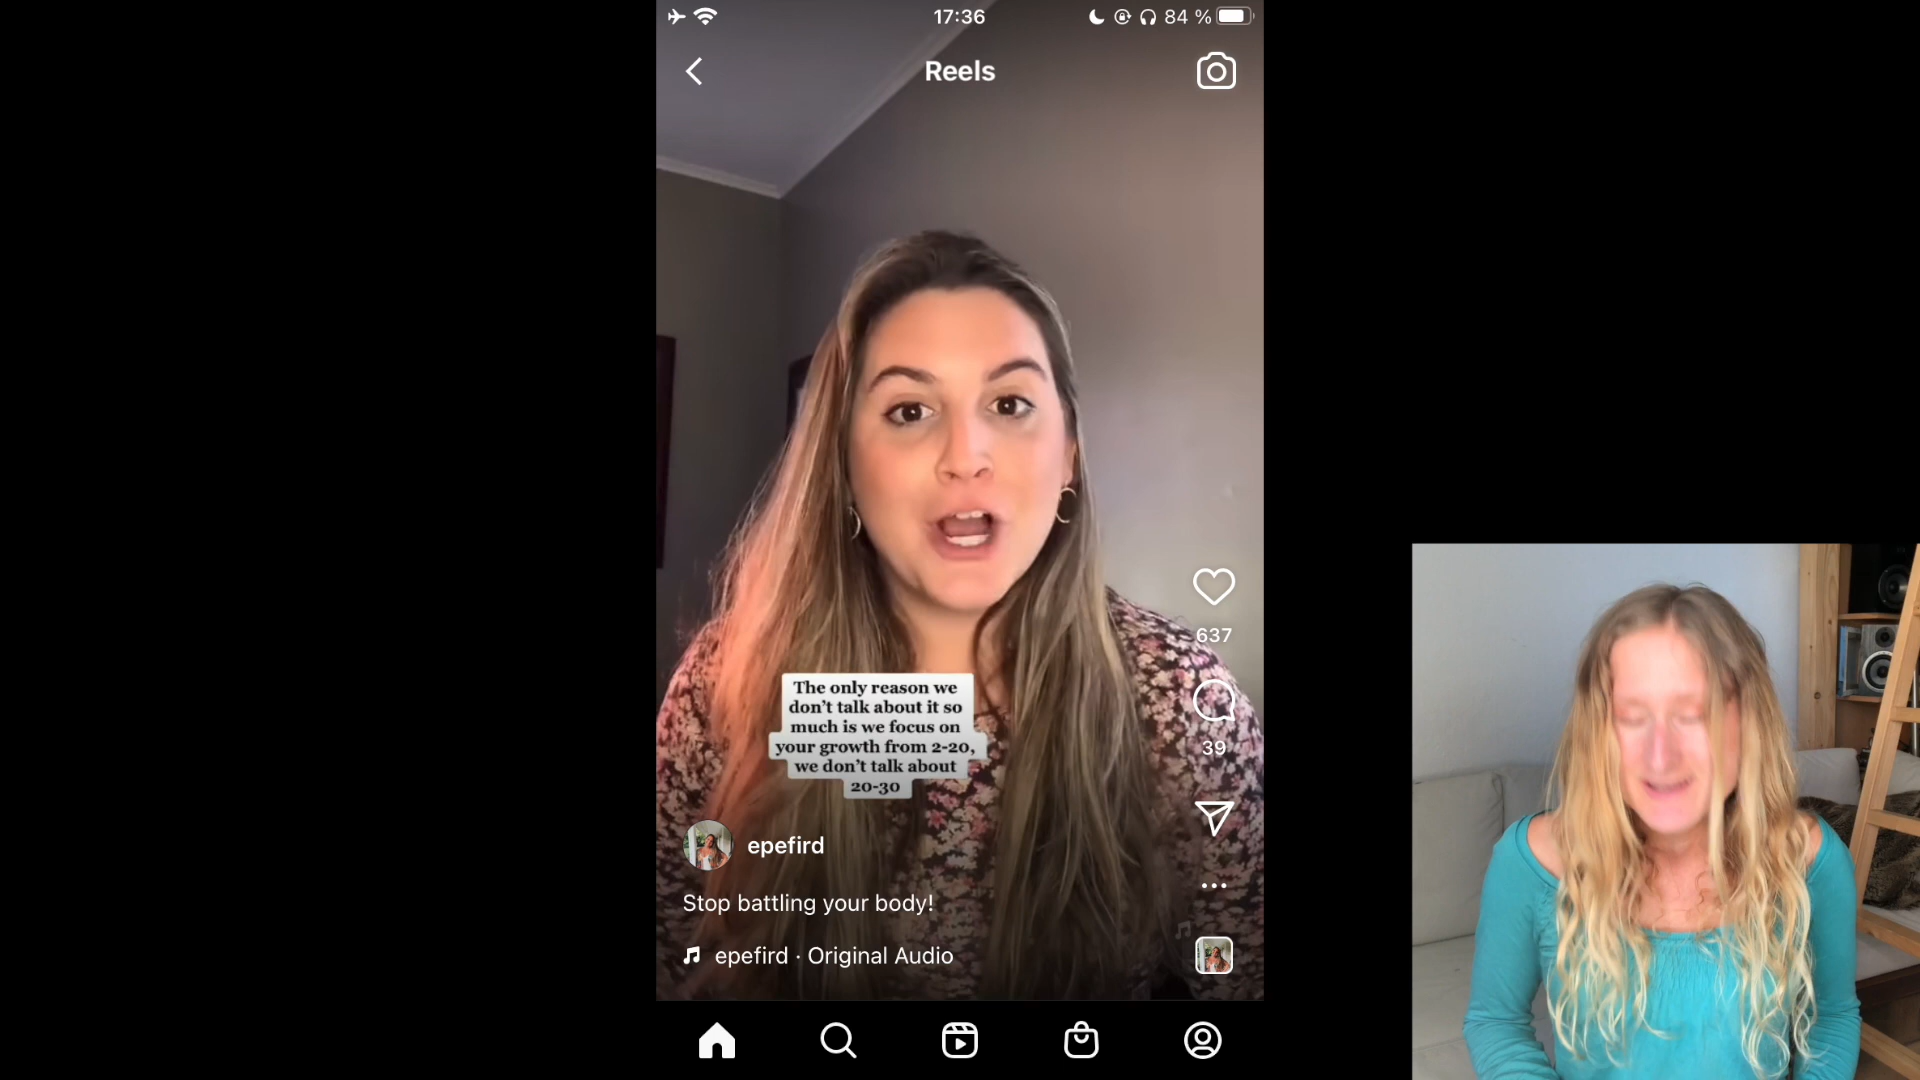 17:36
84 %
Reels
637
39
The only reason we
don't talk about it so
much is we focus on
your growth from 2-20,
we don't talk about
20-30
epefird
Stop battling your body!
epefird · Original Audio